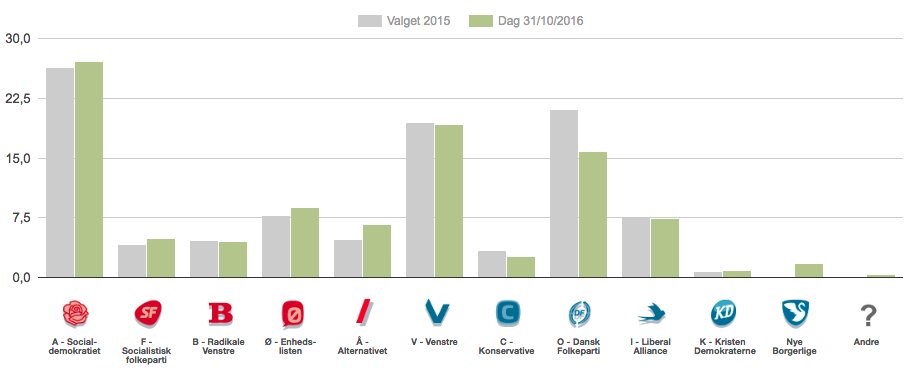 Valget 2015 Dag 31/10/2016
30,0
22,5
15,0
7,5
0,0
SF B Ø / V C DF KD ?
A - Social-
demokratiet
F -
Socialistisk
folkeparti
B - Radikale
Venstre
Ø - Enheds-
listen
Å -
Alternativet
V - Venstre
C -
Konservative
O - Dansk
Folkeparti
I - Liberal
Alliance
K - Kristen
Demokraterne
Nye
Borgerlige
Andre